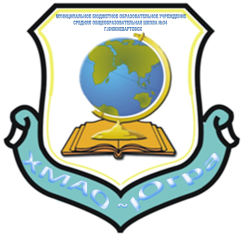 МУНИЦИПАЛЬНОЕ БЮДЖЕТНОЕ ОБРАЗОВАТЕЛЬНОЕ УЧРЕЖДЕНИЕ
СРЕДНЯЯ ОБЩЕОБРАЗОВАТЕЛЬНАЯ ШКОЛА №34
Г.НИЖНЕВАРТОВСК
ХМАО ~Югра